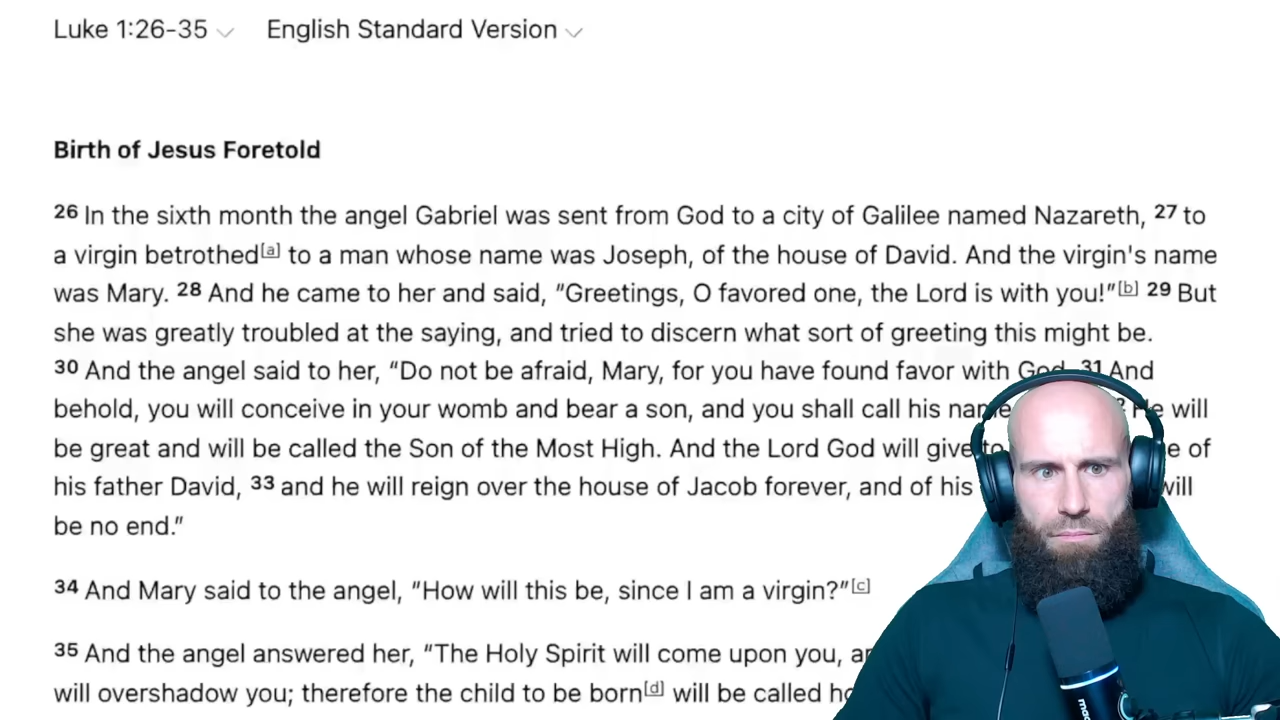 Luke 1:26-35 English Standard Version
Birth of Jesus Foretold
26 In the sixth month the angel Gabriel was sent from God to a city of Galilee named Nazareth, 27 to
a virgin betrothed[a] to a man whose name was Joseph, of the house of David. And the virgin's name
was Mary. 28 And he came to her and said, “Greetings, O favored one, the Lord is with you!”[b] 29 But
she was greatly troubled at the saying, and tried to discern what sort of greeting this might be.
30 And the angel said to her, “Do not be afraid, Mary, for you have found favor with God. 31 And
behold, you will conceive in your womb and bear a son, and you shall call his name He will
be great and will be called the Son of the Most High. And the Lord God will give to of
his father David, 33 and he will reign over the house of Jacob forever, and of his will
be no end.”
34 And Mary said to the angel, “How will this be, since I am a virgin?”[c]
35 And the angel answered her, “The Holy Spirit will come upon you,
will overshadow you; therefore the child to be born[d] will be called